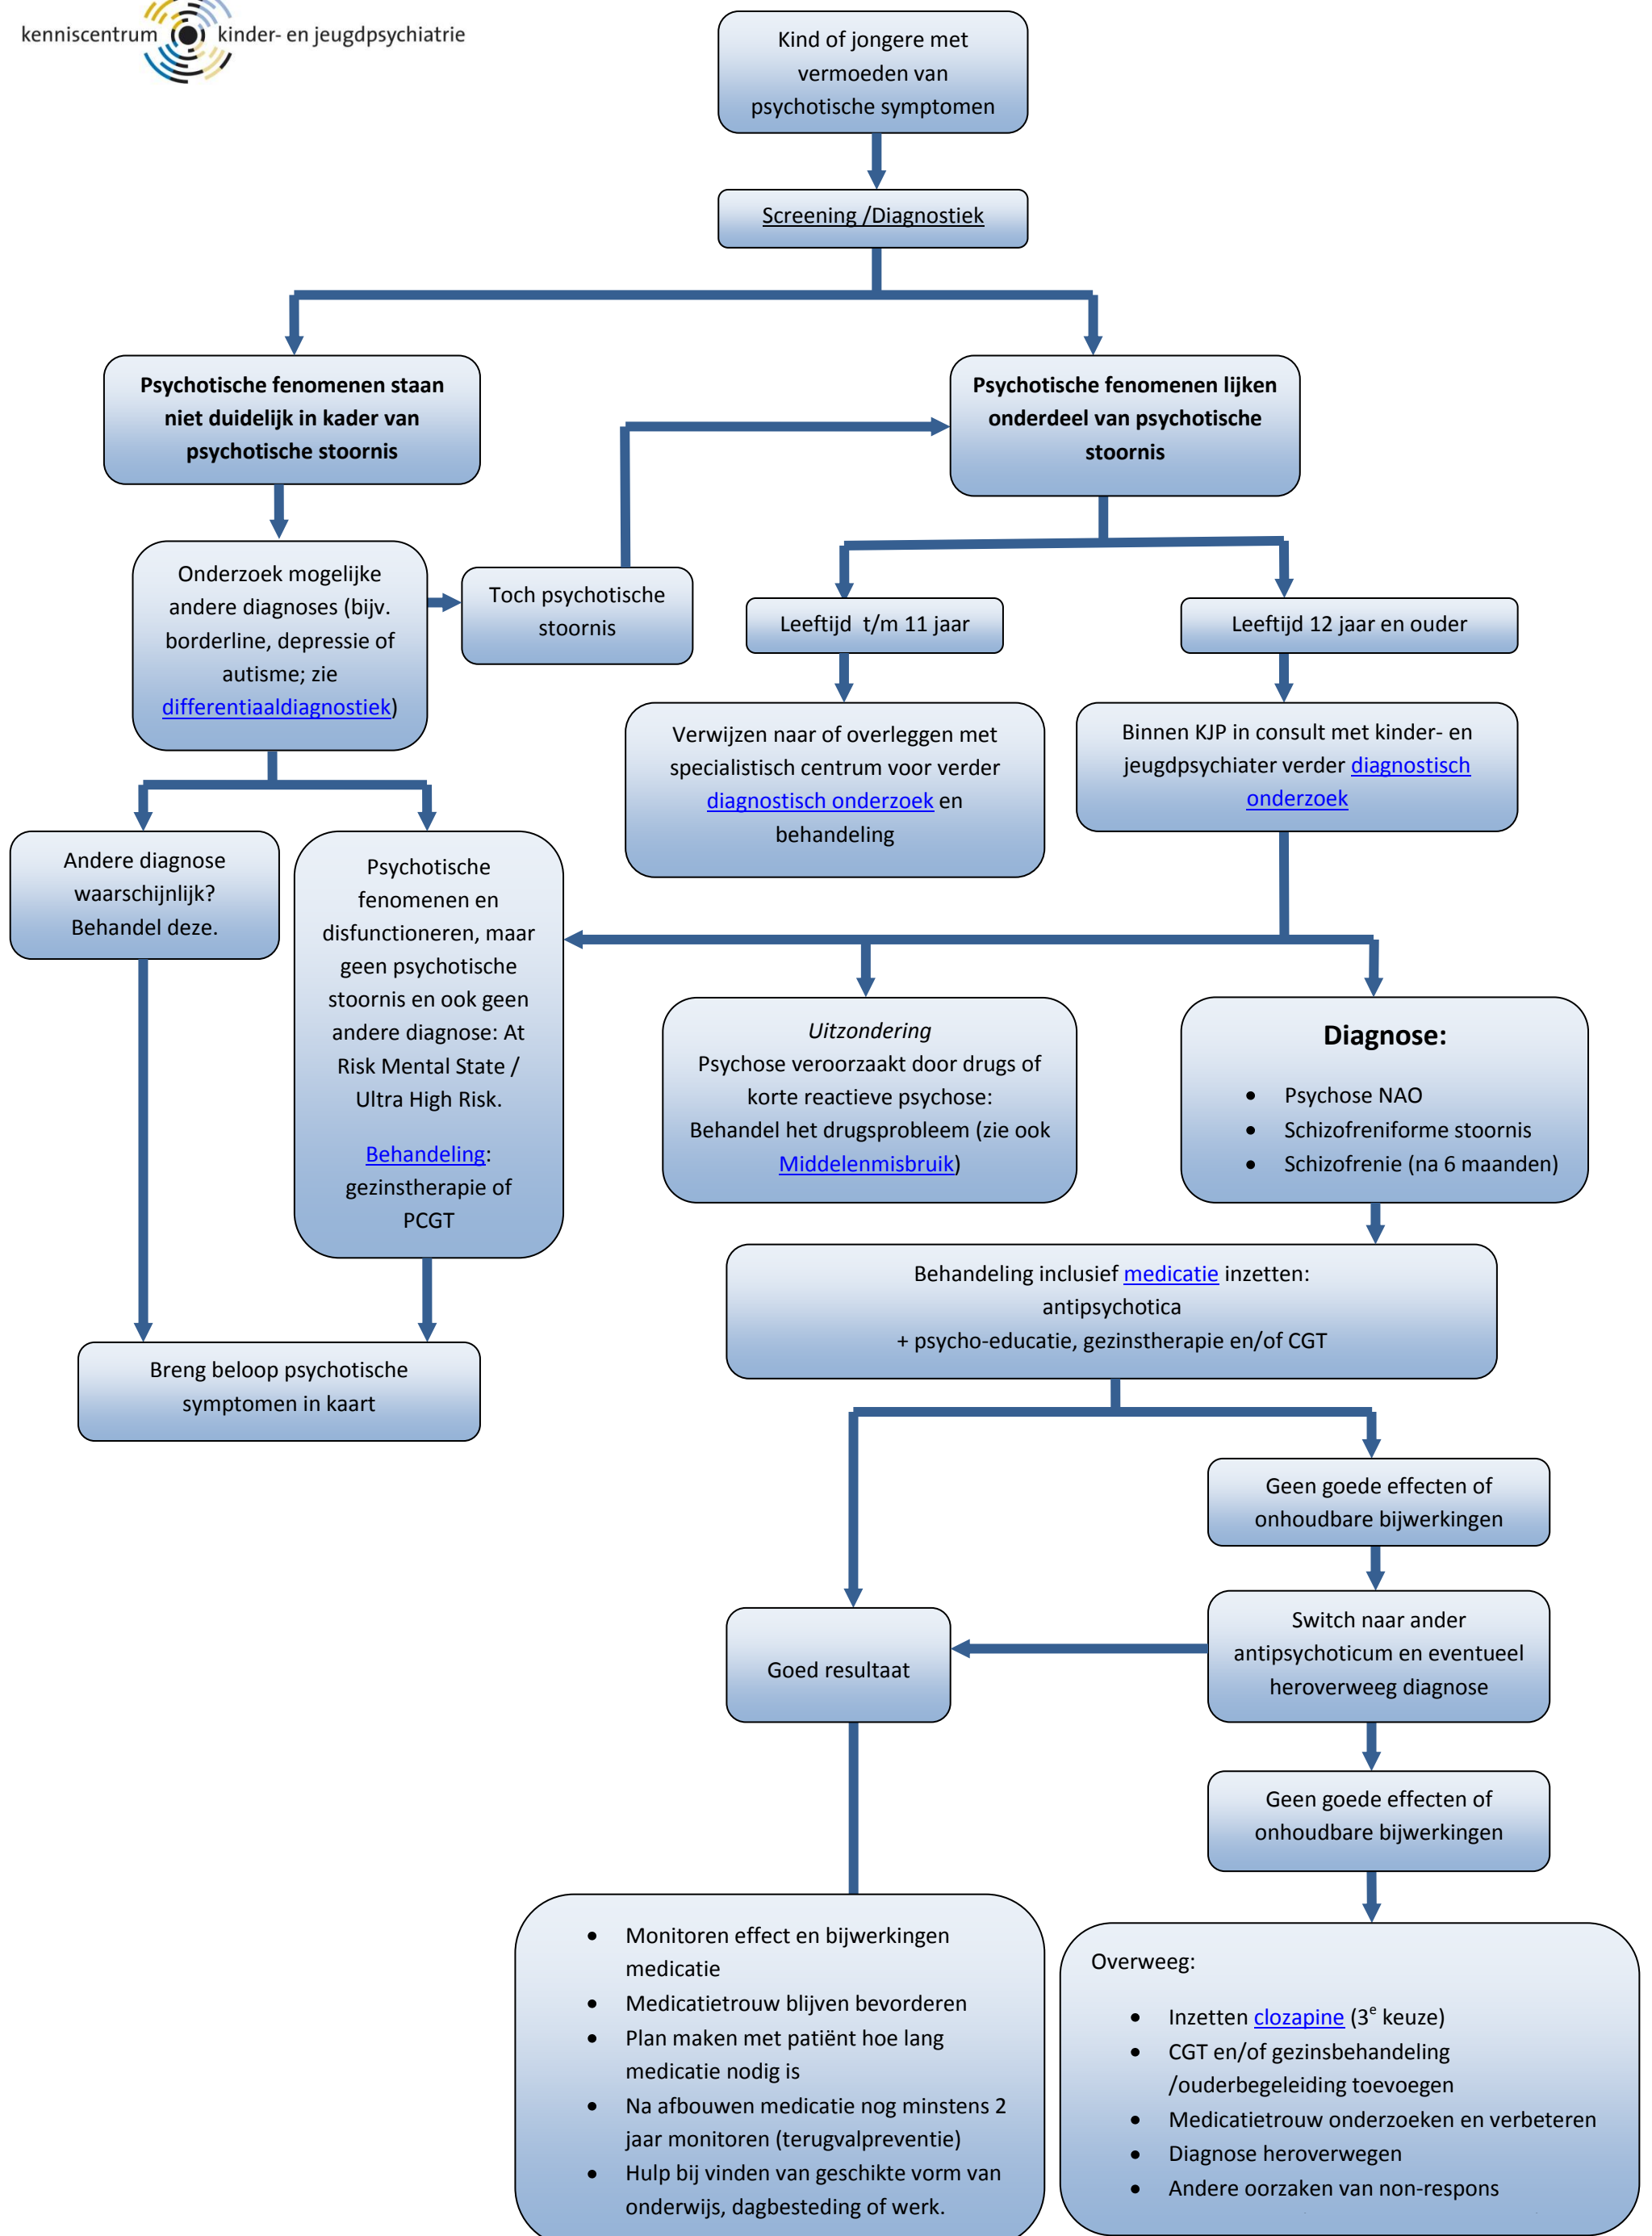 kenniscentrum kinder- en jeugdpsychiatrie
Kind of jongere met
vermoeden van
psychotische symptomen
Screening /Diagnostiek
Psychotische fenomenen staan
niet duidelijk in kader van
psychotische stoornis
Psychotische fenomenen lijken
onderdeel van psychotische
stoornis
Onderzoek mogelijke
andere diagnoses (bijv.
borderline, depressie of
autisme; zie
differentiaaldiagnostiek)
Toch psychotische
stoornis
Leeftijd t/m 11 jaar
Leeftijd 12 jaar en ouder
Verwijzen naar of overleggen met
specialistisch centrum voor verder
diagnostisch onderzoek en
behandeling
Binnen KJP in consult met kinder- en
jeugdpsychiater verder diagnostisch
onderzoek
Andere diagnose
waarschijnlijk?
Behandel deze.
Psychotische
fenomenen en
disfunctioneren, maar
geen psychotische
stoornis en ook geen
andere diagnose: At
Risk Mental State /
Ultra High Risk.
Behandeling:
gezinstherapie of
PCGT
Uitzondering
Psychose veroorzaakt door drugs of
korte reactieve psychose:
Behandel het drugsprobleem (zie ook
Middelenmisbruik)
Diagnose:
• Psychose NAO
• Schizofreniforme stoornis
• Schizofrenie (na 6 maanden)
Behandeling inclusief medicatie inzetten:
antipsychotica
+ psycho-educatie, gezinstherapie en/of CGT
Breng beloop psychotische
symptomen in kaart
Geen goede effecten of
onhoudbare bijwerkingen
Switch naar ander
antipsychoticum en eventueel
heroverweeg diagnose
Goed resultaat
Geen goede effecten of
onhoudbare bijwerkingen
• Monitoren effect en bijwerkingen
medicatie
• Medicatietrouw blijven bevorderen
• Plan maken met patiënt hoe lang
medicatie nodig is
• Na afbouwen medicatie nog minstens 2
jaar monitoren (terugvalpreventie)
• Hulp bij vinden van geschikte vorm van
onderwijs, dagbesteding of werk.
Overweeg:
• Inzetten clozapine (3e keuze)
• CGT en/of gezinsbehandeling
/ouderbegeleiding toevoegen
• Medicatietrouw onderzoeken en verbeteren
• Diagnose heroverwegen
• Andere oorzaken van non-respons